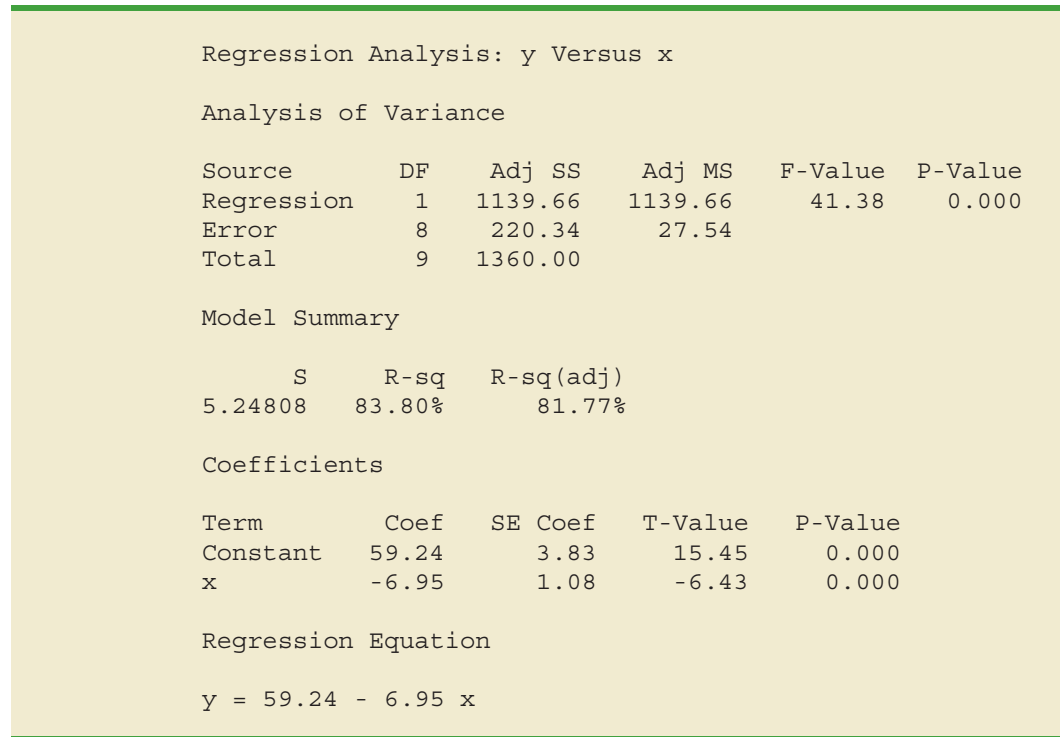 Regression Analysis: y Versus x
Analysis of Variance
Source DF Adj SS Adj MS F-Value P-Value
Regression 1 1139.66 1139.66 41.38 0.000
Error 8 220.34 27.54
Total 9 1360.00
Model Summary
S R-sq R-sq(adj)
5.24808 83.80% 81.77%
Coefficients
Term Coef SE Coef T-Value P-Value
Constant 59.24 3.83 15.45 0.000
x -6.95 1.08 -6.43 0.000
Regression Equation
y = 59.24 - 6.95 x